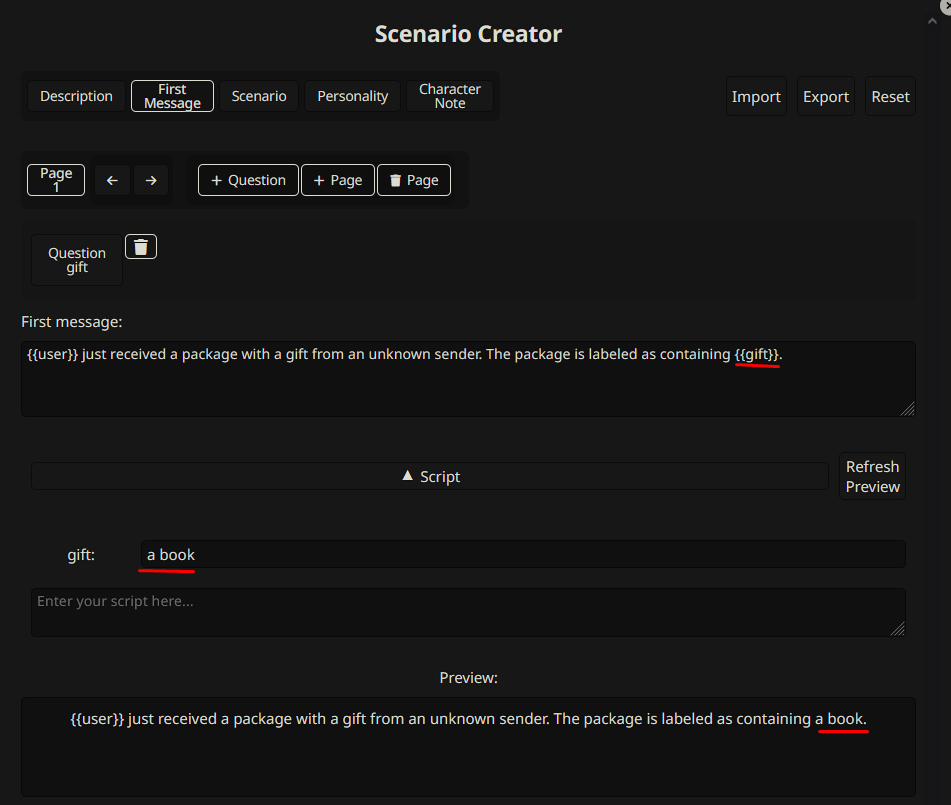 Scenario Creator
Description
First
Message
Scenario
Personality
Character
Note
Import
Export
Reset
Page
1
← →
+ Question
+ Page
Page
Question
gift
First message:
{{user}} just received a package with a gift from an unknown sender. The package is labeled as containing {{gift}}.
▲ Script
Refresh
Preview
gift:
a book
Enter your script here...
Preview:
{{user}} just received a package with a gift from an unknown sender. The package is labeled as containing a book.